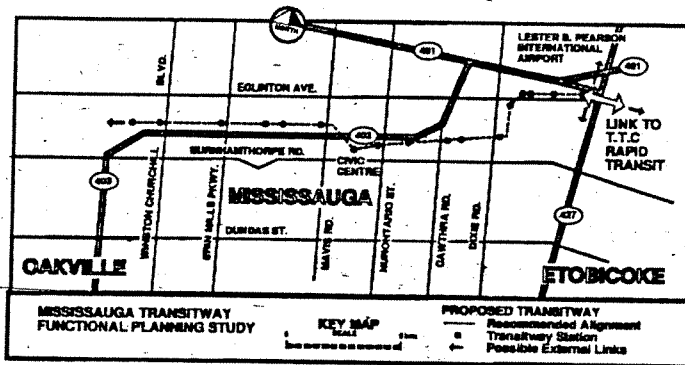 NORTH
401
LESTER B. PEARSON
INTERNATIONAL
AIRPORT
401
BLVD.
EGLINTON AVE.
LINK TO
T.T.C
RAPID
TRANSIT
403
BURNHAMTHORPE RD.
CIVIC
CENTRE
403
WINSTON CHURCHILL
ERIN MILLS PKWY.
MISSISSAUGA
MAVIS RD.
HURONTARIO ST.
CAWTHRA RD.
DIXIE RD.
427
DUNDAS ST.
OAKVILLE
ETOBICOKE
MISSISSAUGA TRANSITWAY
FUNCTIONAL PLANNING STUDY
KEY MAP
SCALE
PROPOSED TRANSITWAY
Recommended Alignment
Transitway Station
Possible External Links